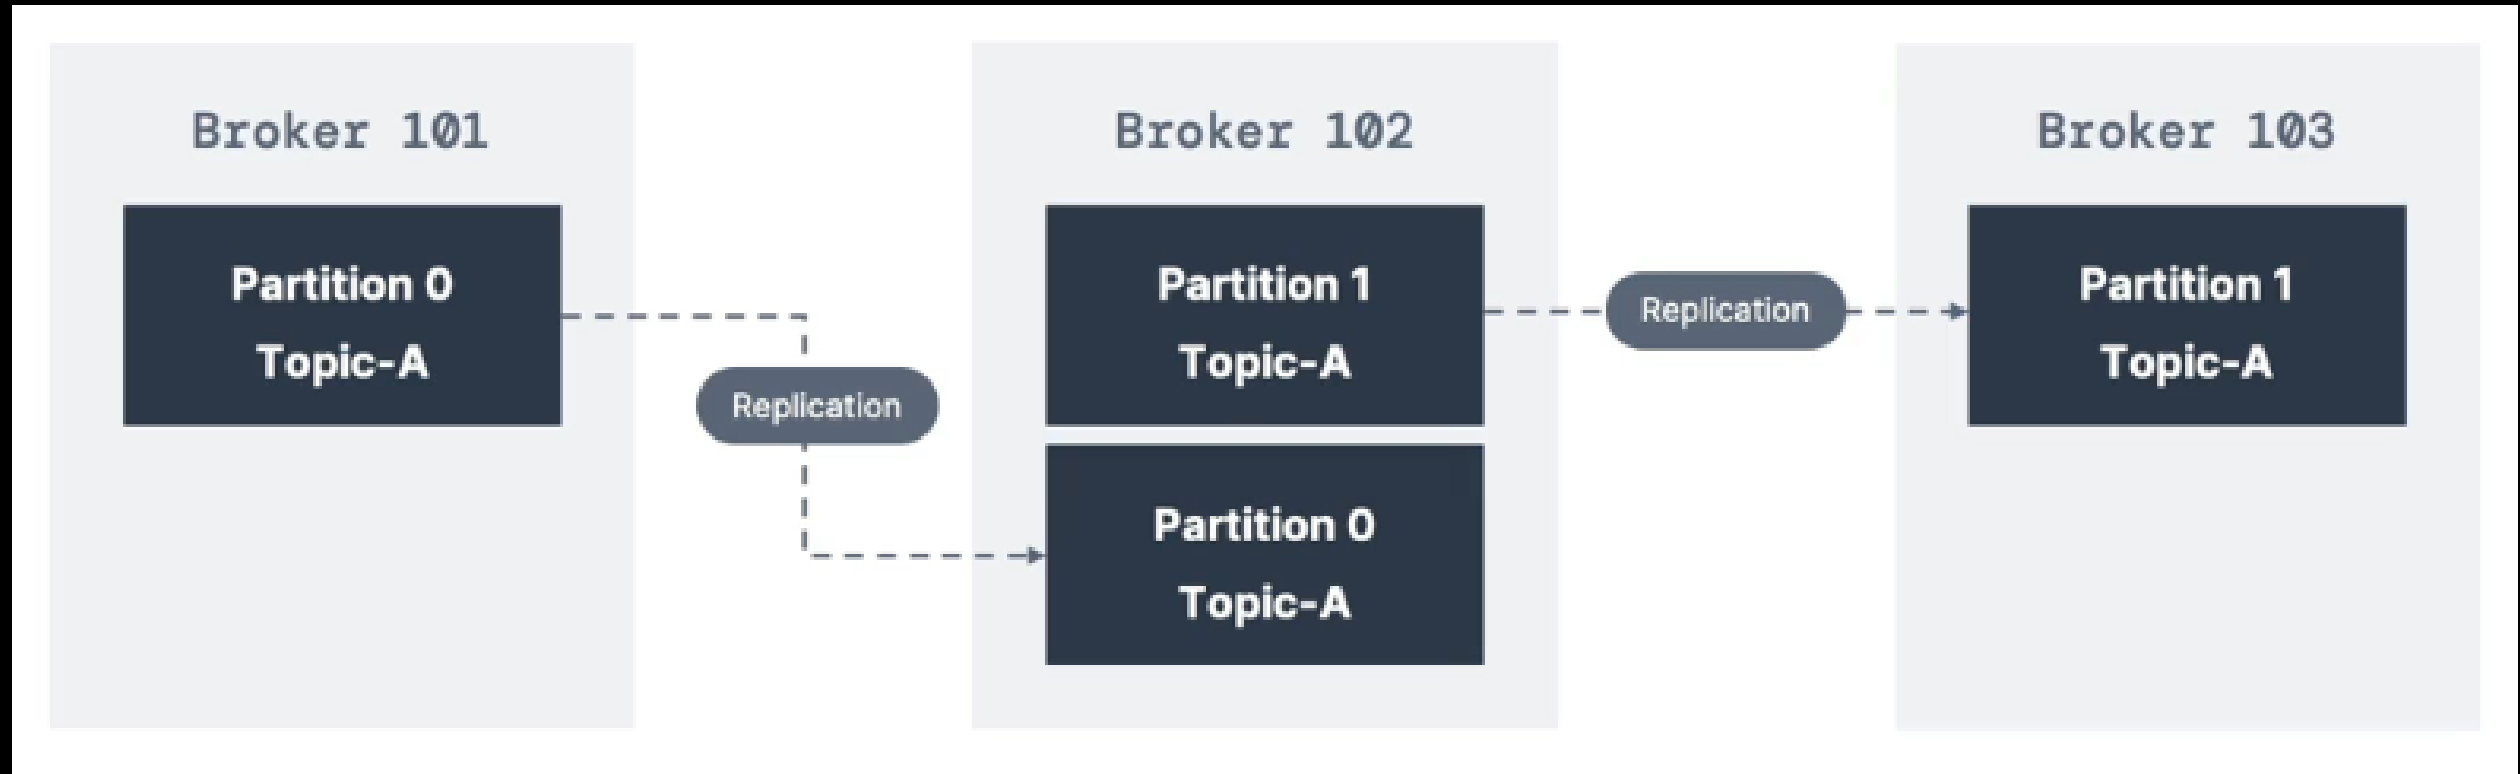 Broker 101
Partition 0
Topic-A
Replication
Broker 102
Partition 1
Topic-A
Partition 0
Topic-A
Replication
Broker 103
Partition 1
Topic-A